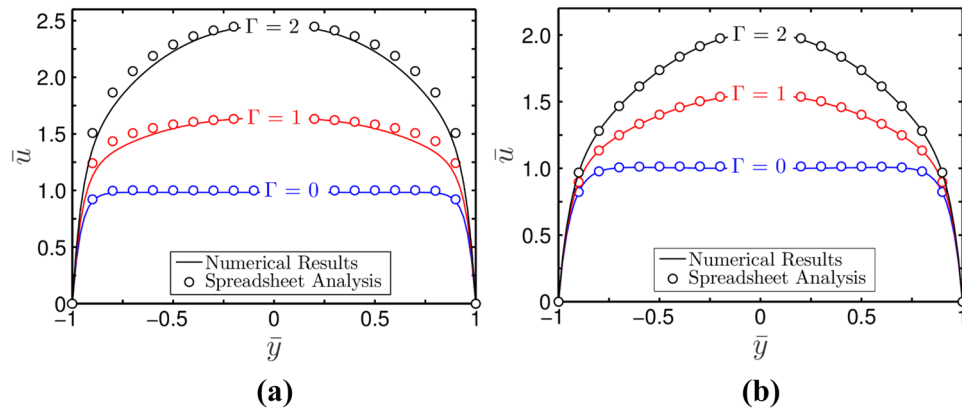 2.5
2.0
1.5
1.0
0.5
0
ū
Γ = 2
Γ = 1
Γ = 0
Numerical Results
Spreadsheet Analysis
-1 -0.5 0 0.5 1
ȳ
(a)
2.0
1.5
1.0
0.5
0
ū
Γ = 2
Γ = 1
Γ = 0
Numerical Results
Spreadsheet Analysis
-1 -0.5 0 0.5 1
ȳ
(b)